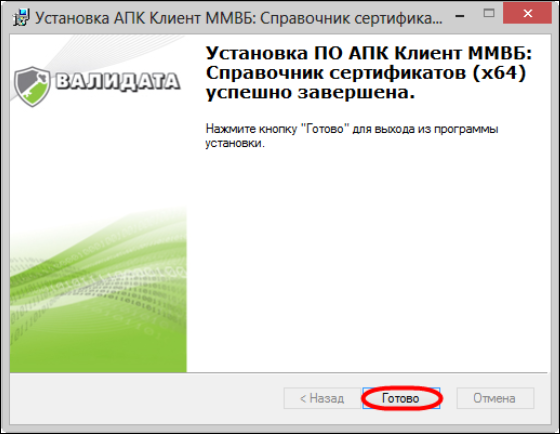 Установка АПК Клиент ММВБ: Справочник сертифика...
ВАЛИДАТА
Установка ПО АПК Клиент ММВБ:
Справочник сертификатов (x64)
успешно завершена.
Нажмите кнопку "Готово" для выхода из программы
установки.
< Назад
Готово
Отмена